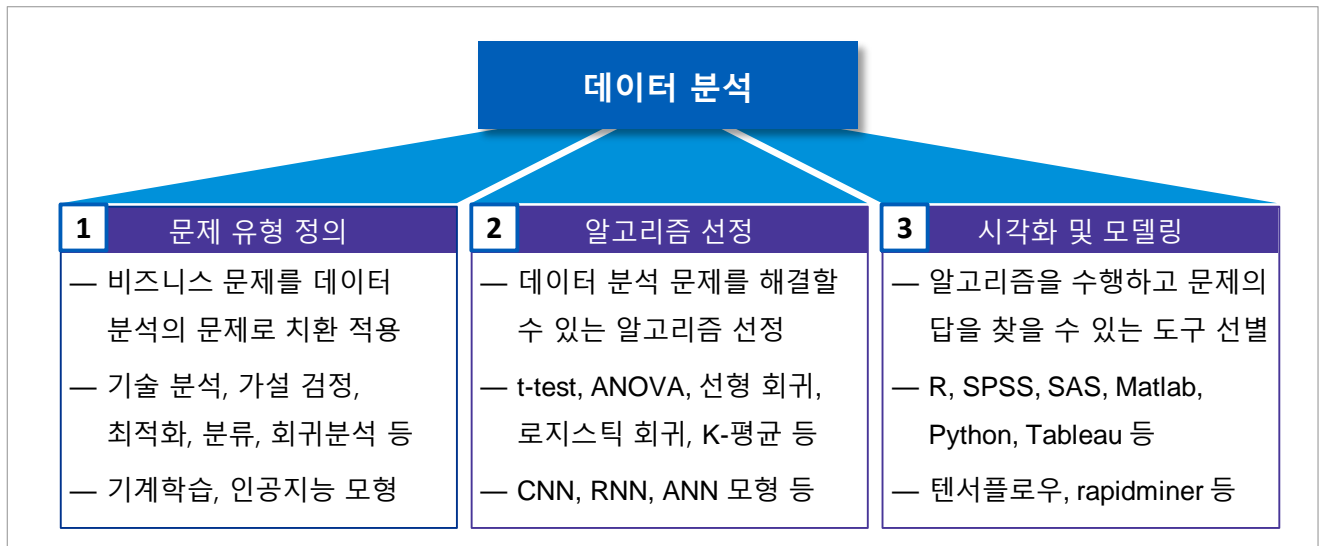 데이터 분석
1 문제 유형 정의
— 비즈니스 문제를 데이터
분석의 문제로 치환 적용
— 기술 분석, 가설 검정,
최적화, 분류, 회귀분석 등
— 기계학습, 인공지능 모형
2 알고리즘 선정
— 데이터 분석 문제를 해결할
수 있는 알고리즘 선정
— t-test, ANOVA, 선형 회귀,
로지스틱 회귀, K-평균 등
— CNN, RNN, ANN 모형 등
3 시각화 및 모델링
— 알고리즘을 수행하고 문제의
답을 찾을 수 있는 도구 선별
— R, SPSS, SAS, Matlab,
Python, Tableau 등
— 텐서플로우, rapidminer 등